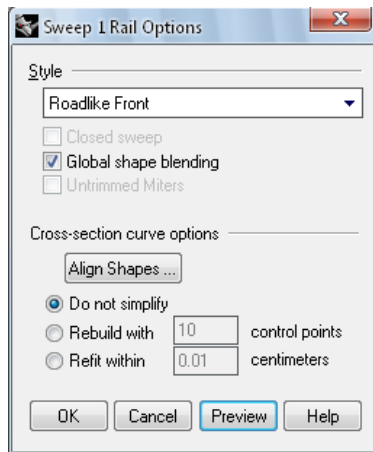 Sweep 1 Rail Options
Style
Roadlike Front
Closed sweep
Global shape blending
Untrimmed Miters
Cross-section curve options
Align Shapes ...
Do not simplify
Rebuild with 10 control points
Refit within 0.01 centimeters
OK Cancel Preview Help